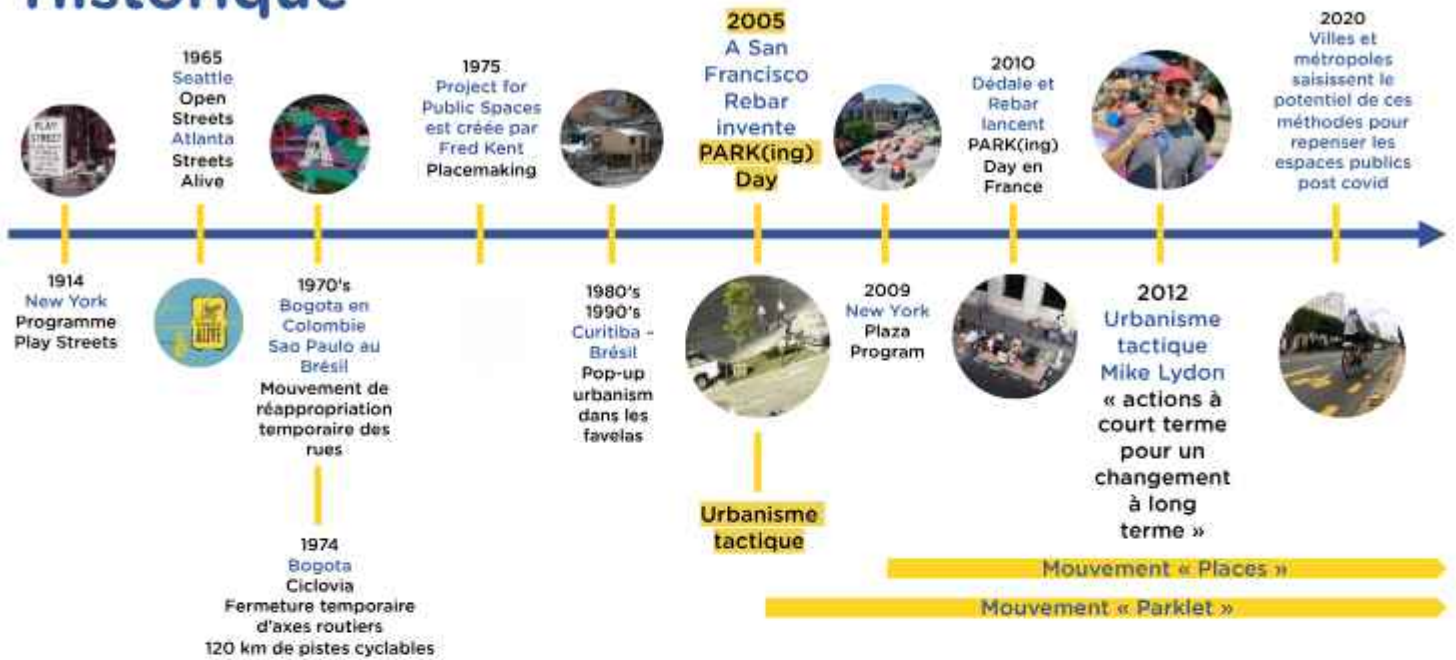 Historique
1914
New York
Programme
Play Streets
PLAY
STREET
1965
Seattle
Open
Streets
Atlanta
Streets
Alive
ALIVE
1970's
Bogota en
Colombie
Sao Paulo au
Brésil
Mouvement de
réappropriation
temporaire des
rues
1974
Bogota
Ciclovia
Fermeture temporaire
d'axes routiers
120 km de pistes cyclables
1975
Project for
Public Spaces
est créée par
Fred Kent
Placemaking
1980's
1990's
Curitiba -
Brésil
Pop-up
urbanism
dans les
favelas
2005
A San
Francisco
Rebar
invente
PARK(ing)
Day
Urbanisme
tactique
2009
New York
Plaza
Program
2010
Dédale et
Rebar
lancent
PARK(ing)
Day en
France
2012
Urbanisme
tactique
Mike Lydon
« actions à
court terme
pour un
changement
à long
terme »
2020
Villes et
métropoles
saisissent le
potentiel de ces
méthodes pour
repenser les
espaces publics
post covid
Mouvement « Places »
Mouvement « Parklet »